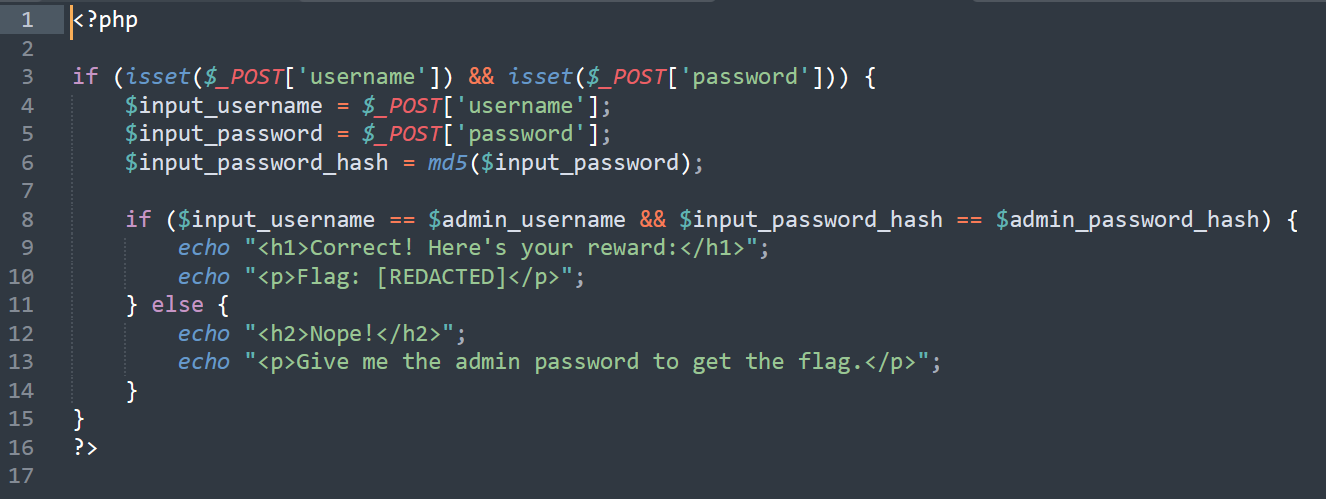 1 <?php
2
3 if (isset($_POST['username']) && isset($_POST['password'])) {
4     $input_username = $_POST['username'];
5     $input_password = $_POST['password'];
6     $input_password_hash = md5($input_password);
7
8     if ($input_username == $admin_username && $input_password_hash == $admin_password_hash) {
9         echo "<h1>Correct! Here's your reward:</h1>";
10         echo "<p>Flag: [REDACTED]</p>";
11     } else {
12         echo "<h2>Nope!</h2>";
13         echo "<p>Give me the admin password to get the flag.</p>";
14     }
15 }
16 ?>
17